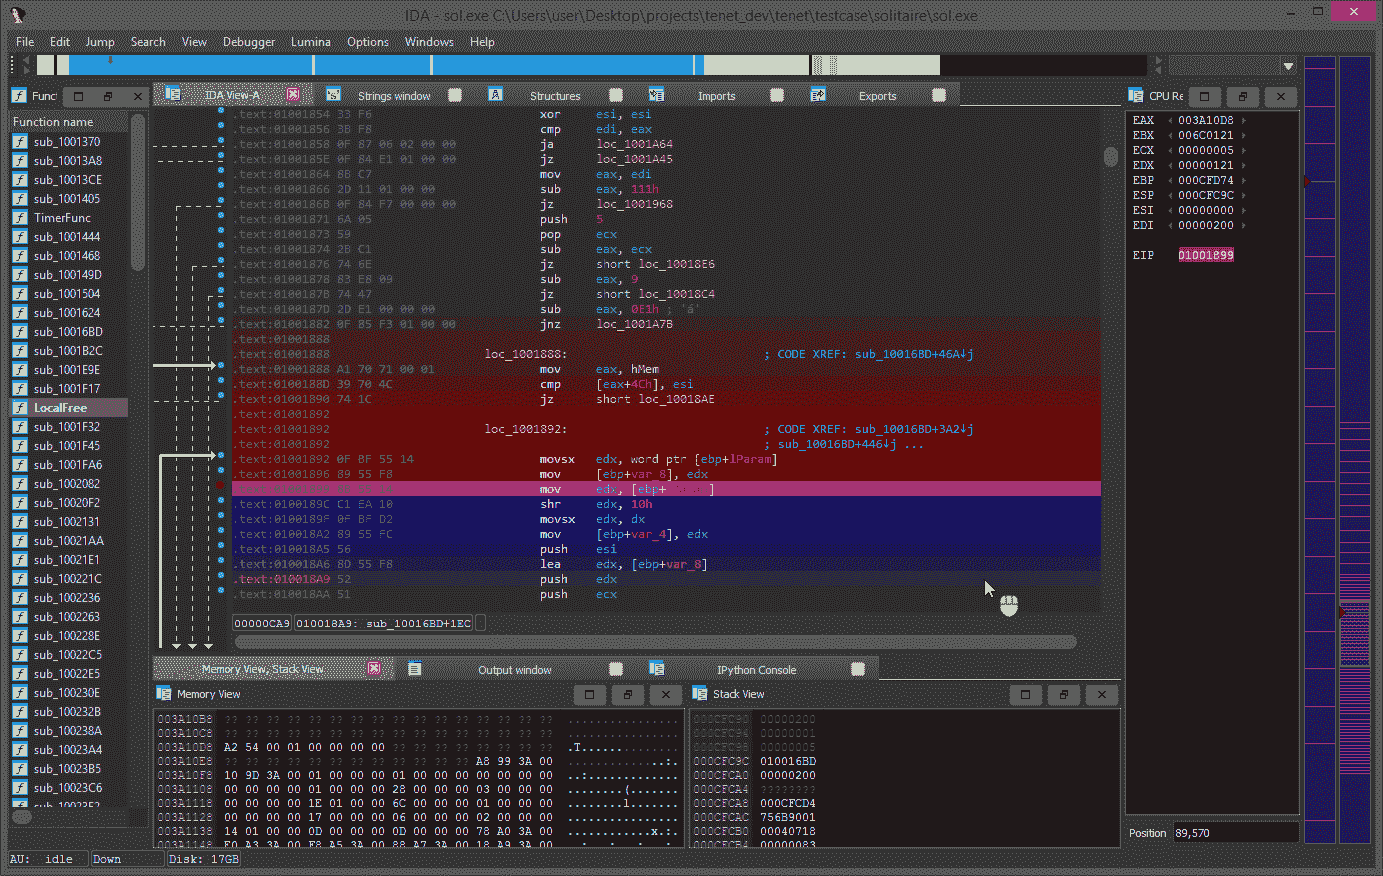 IDA - sol.exe C:\Users\user\Desktop\projects\tenet_dev\tenet\testcase\solitaire\sol.exe
File Edit Jump Search View Debugger Lumina Options Windows Help
Funct
IDA View-A Strings window Structures Imports Exports
CPU Re
Function name
sub_1001370
sub_10013A8
sub_10013CE
sub_1001405
TimerFunc
sub_1001444
sub_1001468
sub_100149D
sub_1001504
sub_1001624
sub_10016BD
sub_1001B2C
sub_1001E9E
sub_1001F17
LocalFree
sub_1001F32
sub_1001F45
sub_1001FA6
sub_1002082
sub_10020F2
sub_1002131
sub_10021AA
sub_10021E1
sub_100221C
sub_1002236
sub_1002263
sub_100228E
sub_10022C5
sub_10022E5
sub_100230E
sub_100232B
sub_100238A
sub_10023A4
sub_10023B5
sub_10023C6
sub_10023F2
.text:01001854 33 F6 xor esi, esi
.text:01001856 3B F8 cmp edi, eax
.text:01001858 0F 87 06 02 00 00 ja loc_1001A64
.text:0100185E 0F 84 E1 01 00 00 jz loc_1001A45
.text:01001864 8B C7 mov eax, edi
.text:01001866 2D 11 01 00 00 sub eax, 111h
.text:0100186B 0F 84 F7 00 00 00 jz loc_1001968
.text:01001871 6A 05 push 5
.text:01001873 59 pop ecx
.text:01001874 2B C1 sub eax, ecx
.text:01001876 74 6E jz short loc_10018E6
.text:01001878 83 E8 09 sub eax, 9
.text:0100187B 74 47 jz short loc_10018C4
.text:0100187D 2D E1 00 00 00 sub eax, 0E1h ; 'á'
.text:01001882 0F 85 F3 01 00 00 jnz loc_1001A7B
.text:01001888
.text:01001888 loc_1001888: ; CODE XREF: sub_10016BD+46A↓j
.text:01001888 A1 70 71 00 01 mov eax, hMem
.text:0100188D 39 70 4C cmp [eax+4Ch], esi
.text:01001890 74 1C jz short loc_10018AE
.text:01001892
.text:01001892 loc_1001892: ; CODE XREF: sub_10016BD+3A2↓j
.text:01001892 ; sub_10016BD+446↓j ...
.text:01001892 0F BF 55 14 movsx edx, word ptr [ebp+lParam]
.text:01001896 89 55 F8 mov [ebp+var_8], edx
mov edx, [ebp+ ]
.text:0100189C C1 EA 10 shr edx, 10h
.text:0100189F 0F BF D2 movsx edx, dx
.text:010018A2 89 55 FC mov [ebp+var_4], edx
.text:010018A5 56 push esi
.text:010018A6 8D 55 F8 lea edx, [ebp+var_8]
.text:010018A9 52 push edx
.text:010018AA 51 push ecx
00000CA9 010018A9: sub_10016BD+1EC
EAX 003A10D8
EBX 006C0121
ECX 00000005
EDX 00000121
EBP 000CFD74
ESP 000CFC9C
ESI 00000000
EDI 00000200
EIP 01001899
Position 89,570
Memory View, Stack View Output window IPython Console
Memory View
003A10B8 ?? ?? ?? ?? ?? ?? ?? ?? ?? ?? ?? ?? ?? ?? ?? ?? ................
003A10C8 ?? ?? ?? ?? ?? ?? ?? ?? ?? ?? ?? ?? ?? ?? ?? ?? ................
003A10D8 A2 54 00 01 00 00 00 00 ?? ?? ?? ?? ?? ?? ?? ?? .T..............
003A10E8 ?? ?? ?? ?? ?? ?? ?? ?? ?? ?? ?? ?? A8 99 3A 00 ..............:.
003A10F8 10 9D 3A 00 01 00 00 00 01 00 00 00 00 00 00 00 ..:.............
003A1108 00 00 00 00 01 00 00 00 28 00 00 00 03 00 00 00 ........(.......
003A1118 00 00 00 00 1E 01 00 00 6C 00 00 00 01 00 00 00 ........l.......
003A1128 00 00 00 00 17 00 00 00 06 00 00 00 02 00 00 00 ................
003A1138 14 01 00 00 0D 00 00 00 0D 00 00 00 78 A0 3A 00 ............x.:.
003A1148 E0 A3 3A 00 F8 A5 3A 00 88 A7 3A 00 18 A9 3A 00
Stack View
000CFC90 00000200
000CFC94 00000001
000CFC98 00000005
000CFC9C 010016BD
000CFCA0 00000200
000CFCA4 ????????
000CFCA8 000CFCD4
000CFCAC 756B9001
000CFCB0 00040718
000CFCB4 00000083
AU: idle Down Disk: 17GB